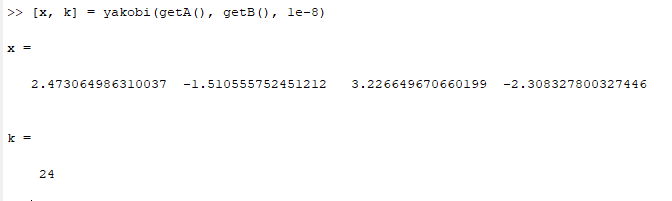 >> [x, k] = yakobi(getA(), getB(), 1e-8)
x =
2.473064986310037 -1.510555752451212 3.226649670660199 -2.308327800327446
k =
24